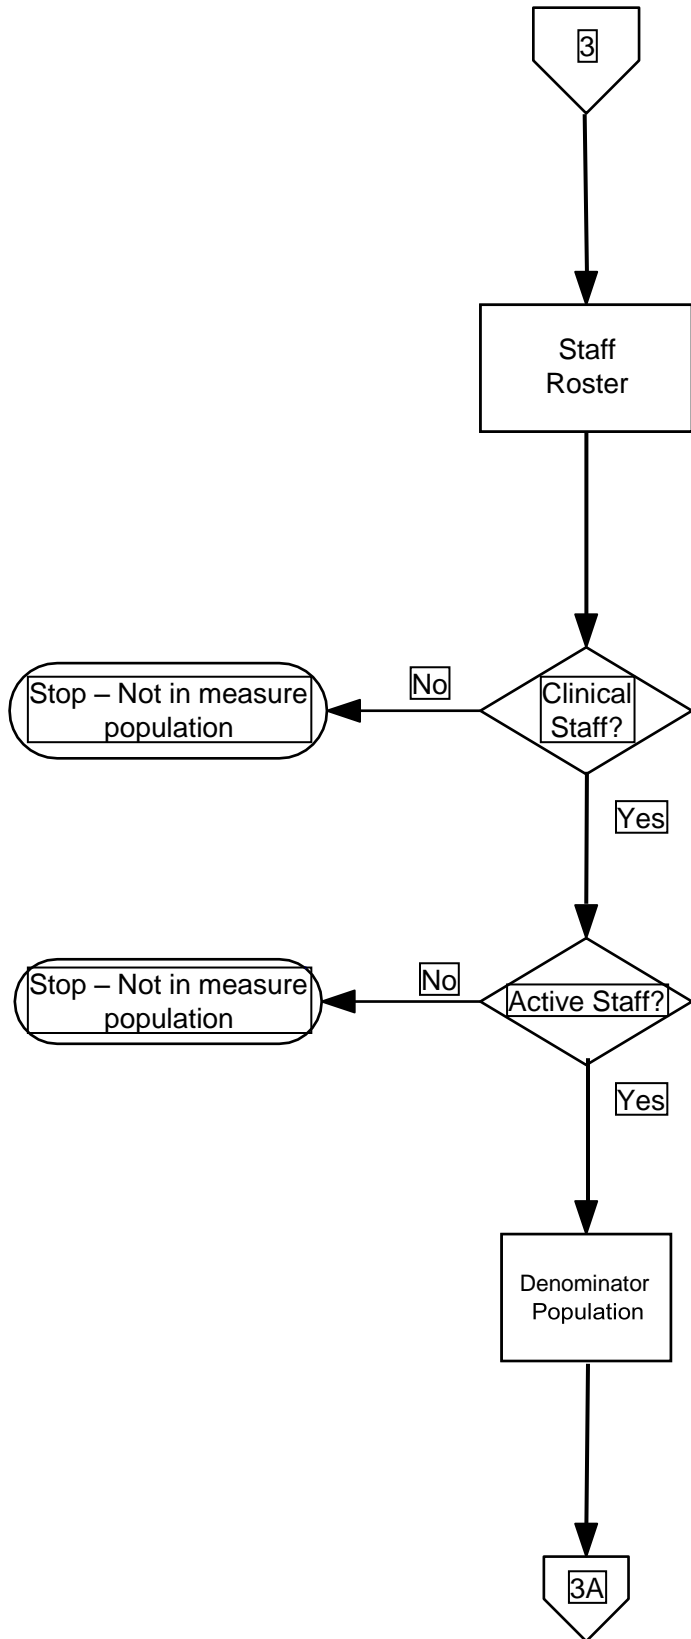 3
Staff
Roster
No
Stop – Not in measure
population
Clinical
Staff?
Yes
No
Stop – Not in measure
population
Active Staff?
Yes
Denominator
Population
3A